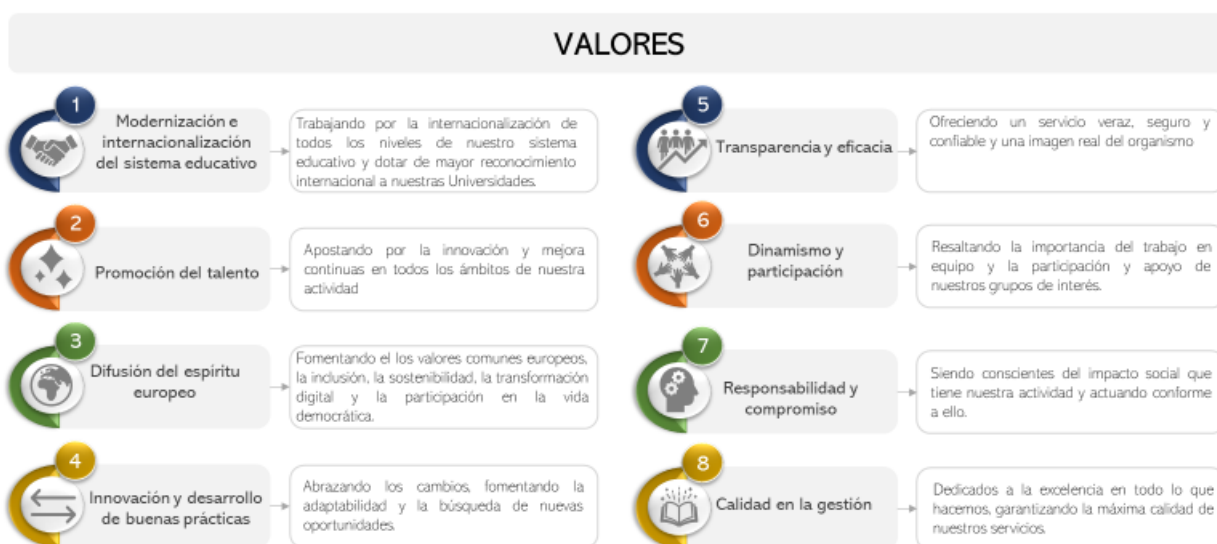 VALORES
1
Modernización e
internacionalización
del sistema educativo
Trabajando por la internacionalización de
todos los niveles de nuestro sistema
educativo y dotar de mayor reconocimiento
internacional a nuestras Universidades.
2
Promoción del talento
Apostando por la innovación y mejora
continuas en todos los ámbitos de nuestra
actividad
3
Difusión del espíritu
europeo
Fomentando el los valores comunes europeos,
la inclusión, la sostenibilidad, la transformación
digital y la participación en la vida
democrática.
4
Innovación y desarrollo
de buenas prácticas
Abrazando los cambios, fomentando la
adaptabilidad y la búsqueda de nuevas
oportunidades.
5
Transparencia y eficacia
Ofreciendo un servicio veraz, seguro y
confiable y una imagen real del organismo
6
Dinamismo y
participación
Resaltando la importancia del trabajo en
equipo y la participación y apoyo de
nuestros grupos de interés.
7
Responsabilidad y
compromiso
Siendo conscientes del impacto social que
tiene nuestra actividad y actuando conforme
a ello.
8
Calidad en la gestión
Dedicados a la excelencia en todo lo que
hacemos, garantizando la máxima calidad de
nuestros servicios.